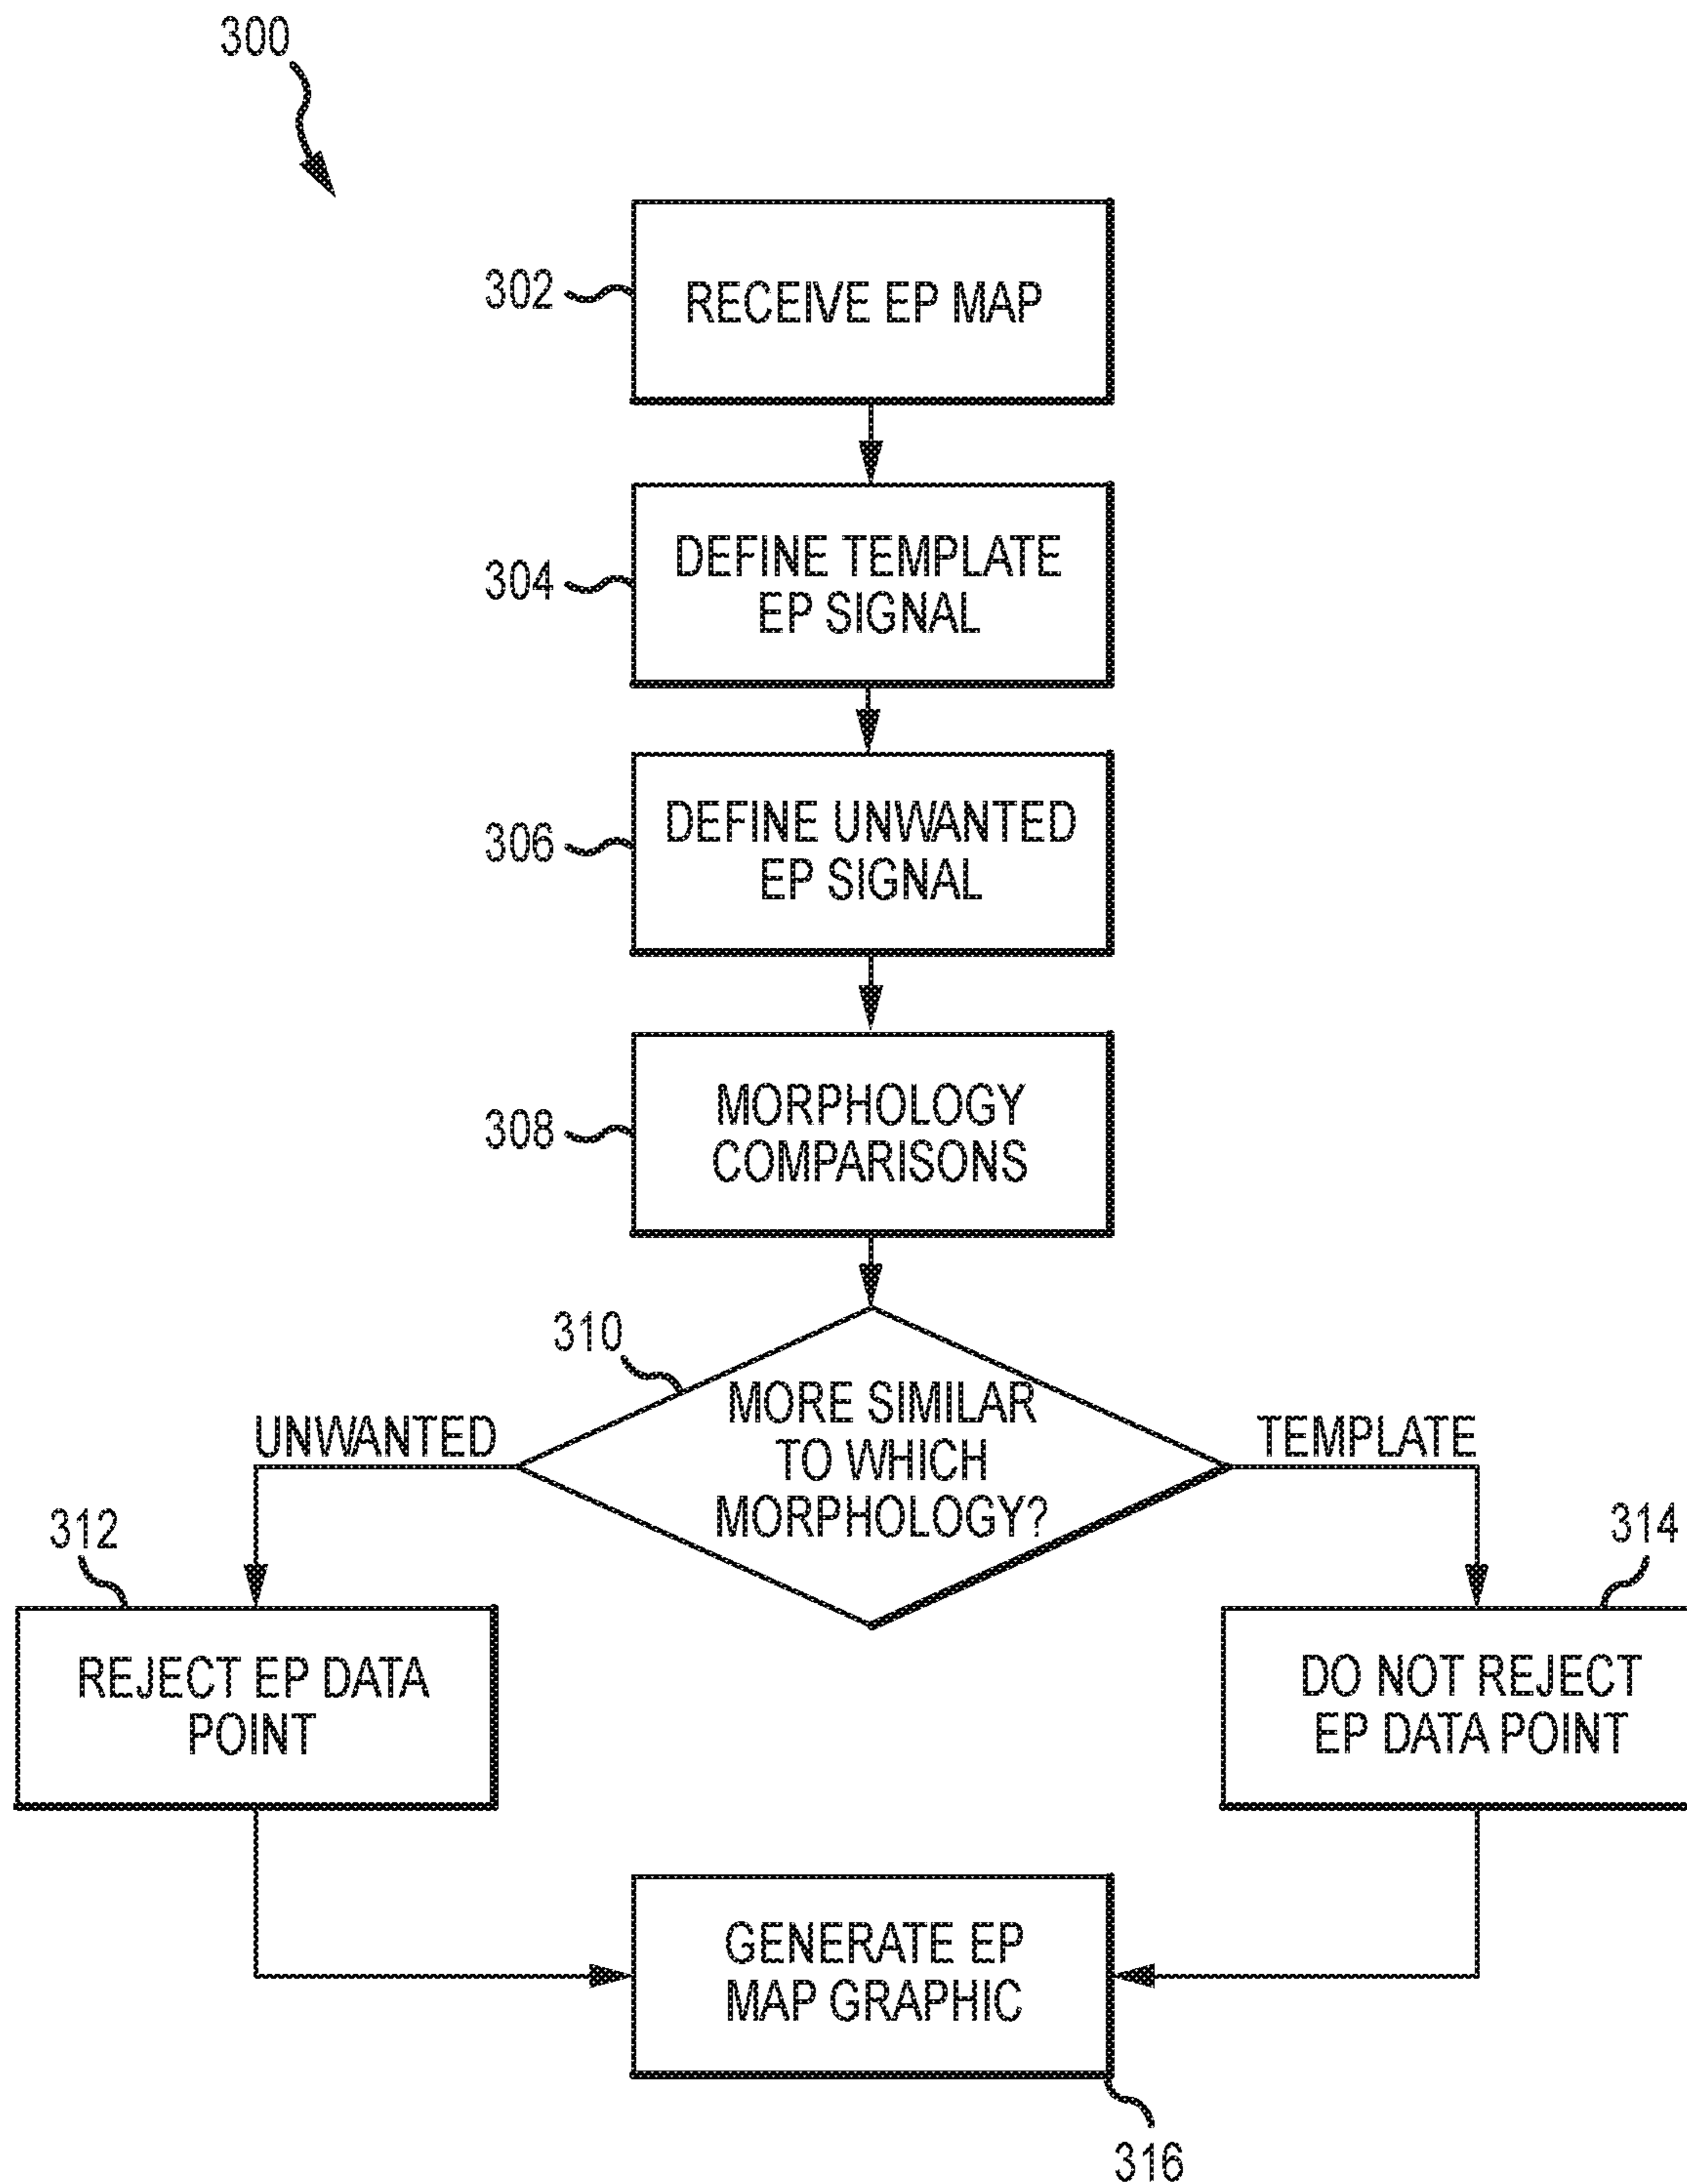 300
302
RECEIVE EP MAP
304
DEFINE TEMPLATE
EP SIGNAL
306
DEFINE UNWANTED
EP SIGNAL
308
MORPHOLOGY
COMPARISONS
310
MORE SIMILAR
TO WHICH
MORPHOLOGY?
UNWANTED
TEMPLATE
312
REJECT EP DATA
POINT
314
DO NOT REJECT
EP DATA POINT
GENERATE EP
MAP GRAPHIC
316